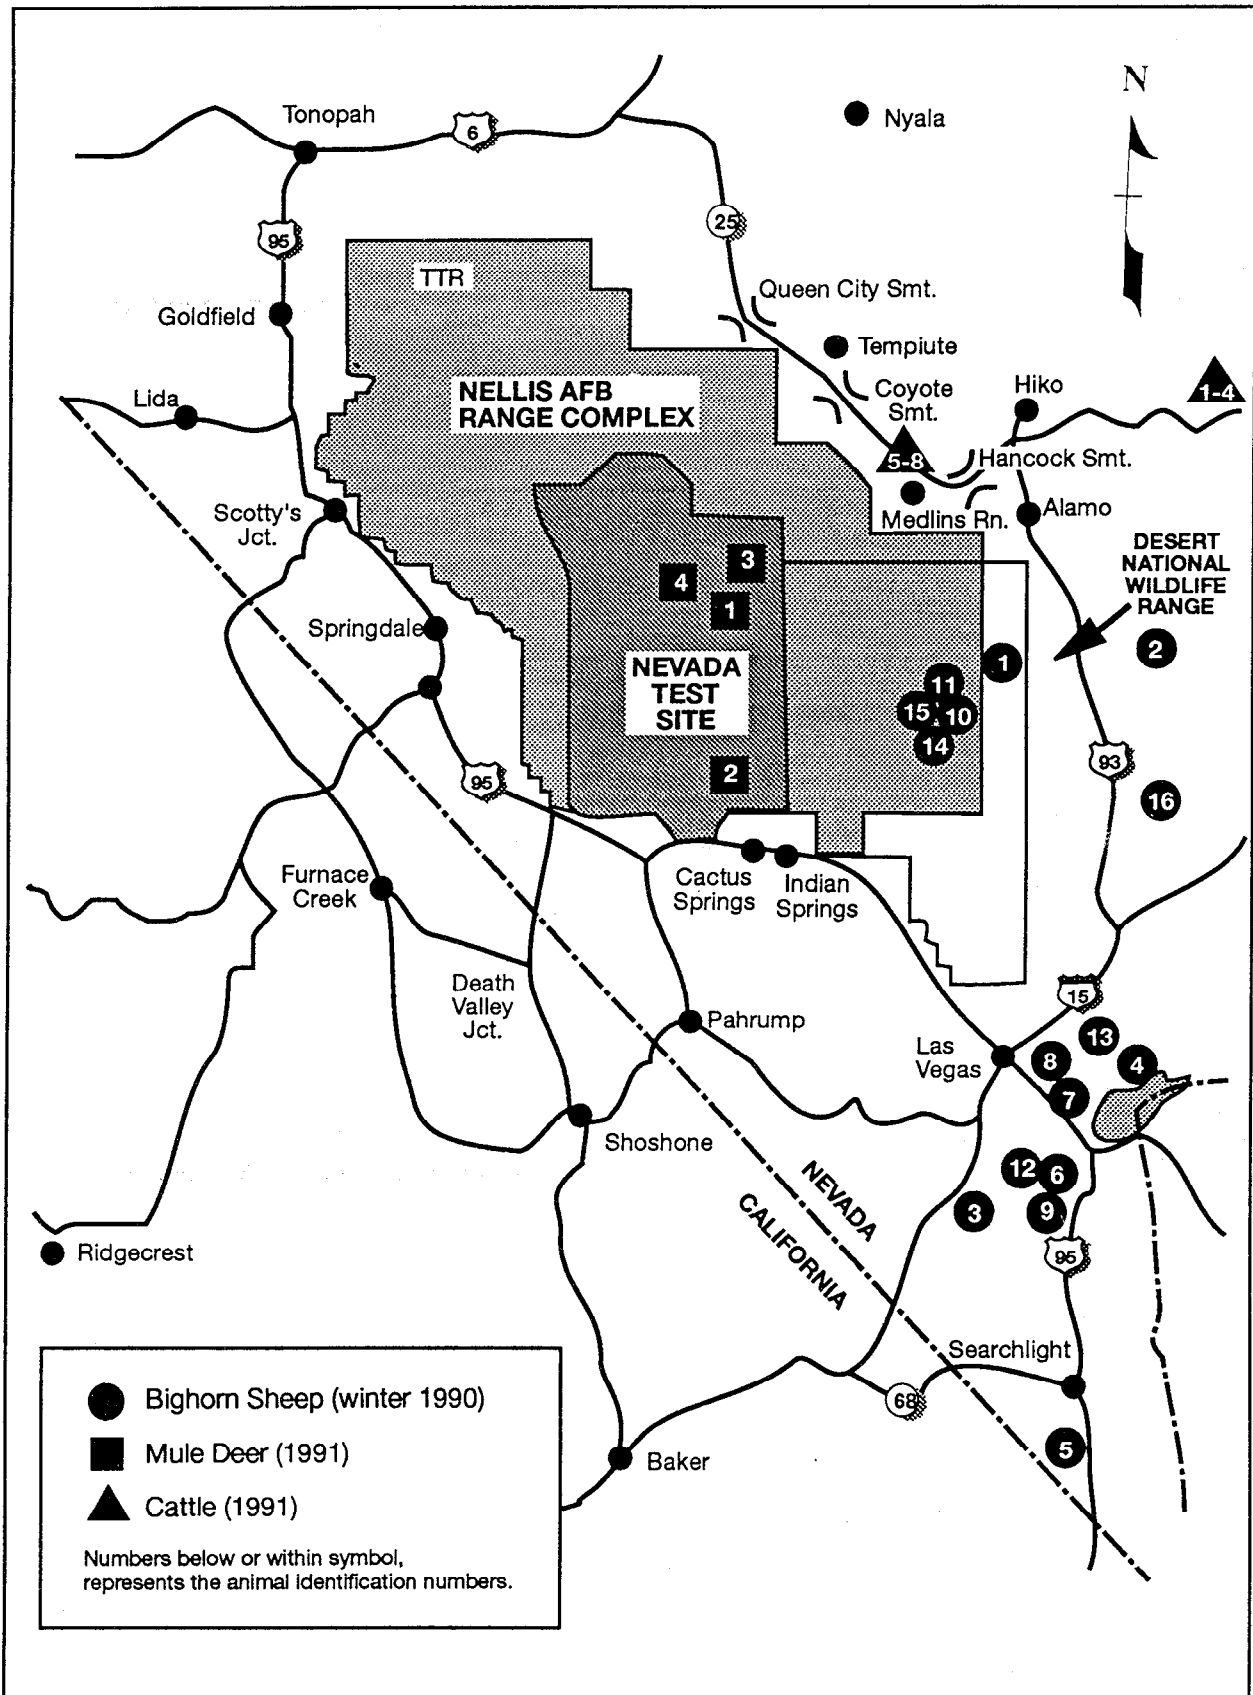 N
Tonopah
6
Nyala
95
25
TTR
Queen City Smt.
Goldfield
Tempiute
NELLIS AFB
RANGE COMPLEX
Coyote
Smt.
Hiko
1-4
Lida
5-8
Hancock Smt.
Scotty's
Jct.
Medlins Rn.
Alamo
DESERT
NATIONAL
WILDLIFE
RANGE
3
4
1
Springdale
NEVADA
TEST
SITE
1
2
11
15
10
14
2
95
93
16
Furnace
Creek
Cactus
Springs
Indian
Springs
Death
Valley
Jct.
15
Pahrump
Las
Vegas
13
8
4
7
Shoshone
12
6
3
9
NEVADA
CALIFORNIA
Ridgecrest
95
Searchlight
68
5
Baker
Bighorn Sheep (winter 1990)
Mule Deer (1991)
Cattle (1991)
Numbers below or within symbol,
represents the animal identification numbers.